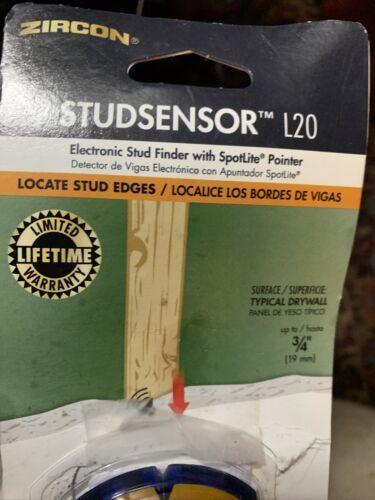 ZIRCON®
STUDSENSOR™ L20
Electronic Stud Finder with SpotLite® Pointer
Detector de Vigas Electrónico con Apuntador SpotLite®
LOCATE STUD EDGES / LOCALICE LOS BORDES DE VIGAS
LIMITED
LIFETIME
WARRANTY
SURFACE / SUPERFICIE:
TYPICAL DRYWALL
PANEL DE YESO TÍPICO
up to / hasta
3/4"
(19 mm)